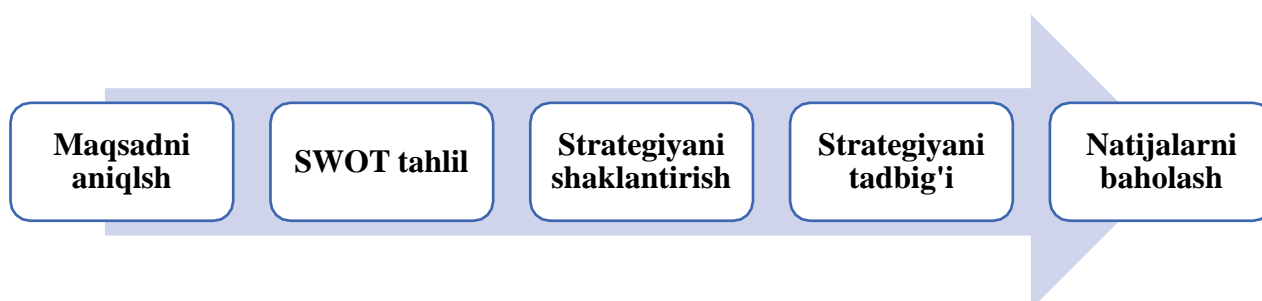 Maqsadni
aniqlsh
SWOT tahlil
Strategiyani
shaklantirish
Strategiyani
tadbig'i
Natijalarni
baholash